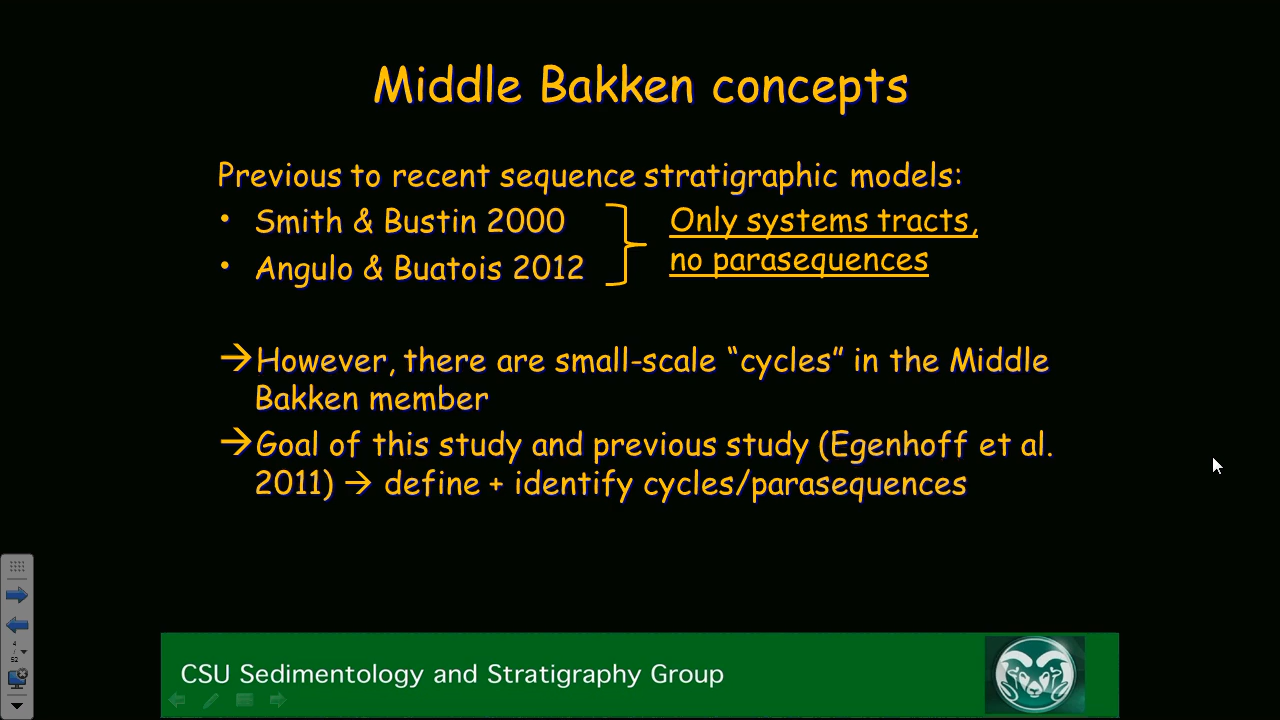 Middle Bakken concepts
Previous to recent sequence stratigraphic models:
• Smith & Bustin 2000
• Angulo & Buatois 2012
Only systems tracts,
no parasequences
→However, there are small-scale “cycles” in the Middle
Bakken member
→Goal of this study and previous study (Egenhoff et al.
2011) → define + identify cycles/parasequences
4
/
52
CSU Sedimentology and Stratigraphy Group